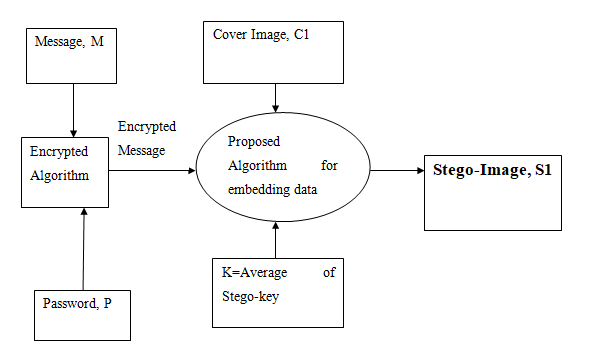 Message, M
Cover Image, C1
Encrypted
Message
Encrypted
Algorithm
Proposed
Algorithm for
embedding data
Stego-Image, S1
Password, P
K=Average of
Stego-key